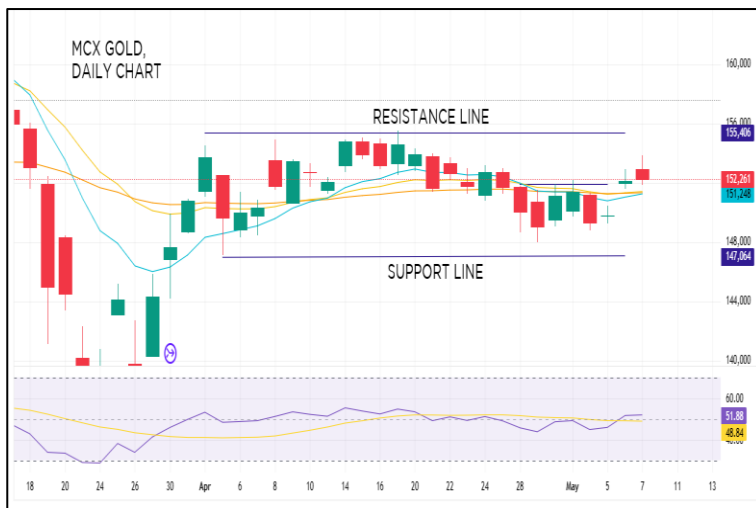 MCX GOLD,
DAILY CHART
160,000
RESISTANCE LINE
156,000
155,406
152,261
151,248
148,000
147,064
SUPPORT LINE
144,000
140,000
60.00
51.88
48.84
18 20 24 26 30 Apr 6 8 10 14 16 20 22 24 28 May 5 7 11 13